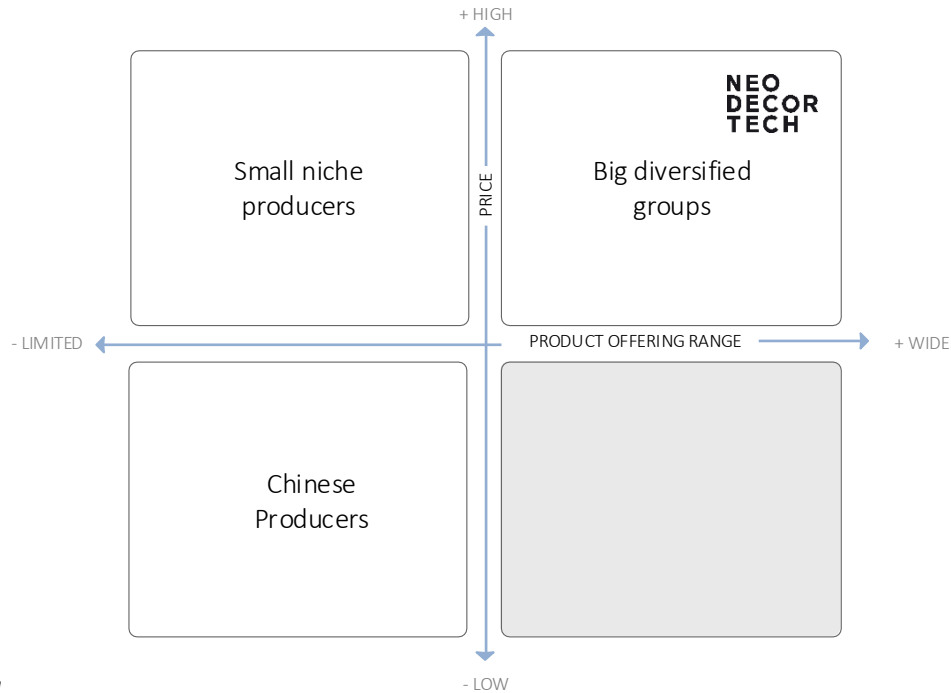 + HIGH
NEO
DECOR
TECH
Small niche
producers
Big diversified
groups
PRICE
- LIMITED
PRODUCT OFFERING RANGE
+ WIDE
Chinese
Producers
- LOW